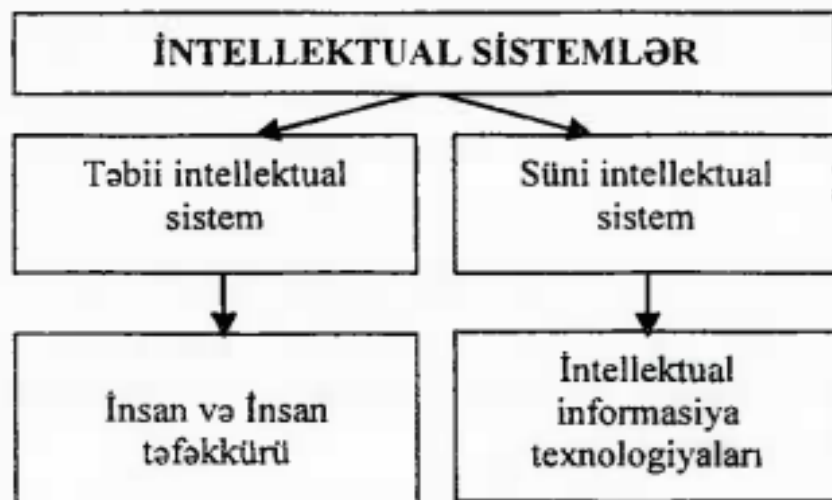 İNTELLEKTUAL SİSTEMLƏR
Təbii intellektual
sistem
Süni intellektual
sistem
İnsan və İnsan
təfəkkürü
İntellektual
informasiya
texnologiyaları